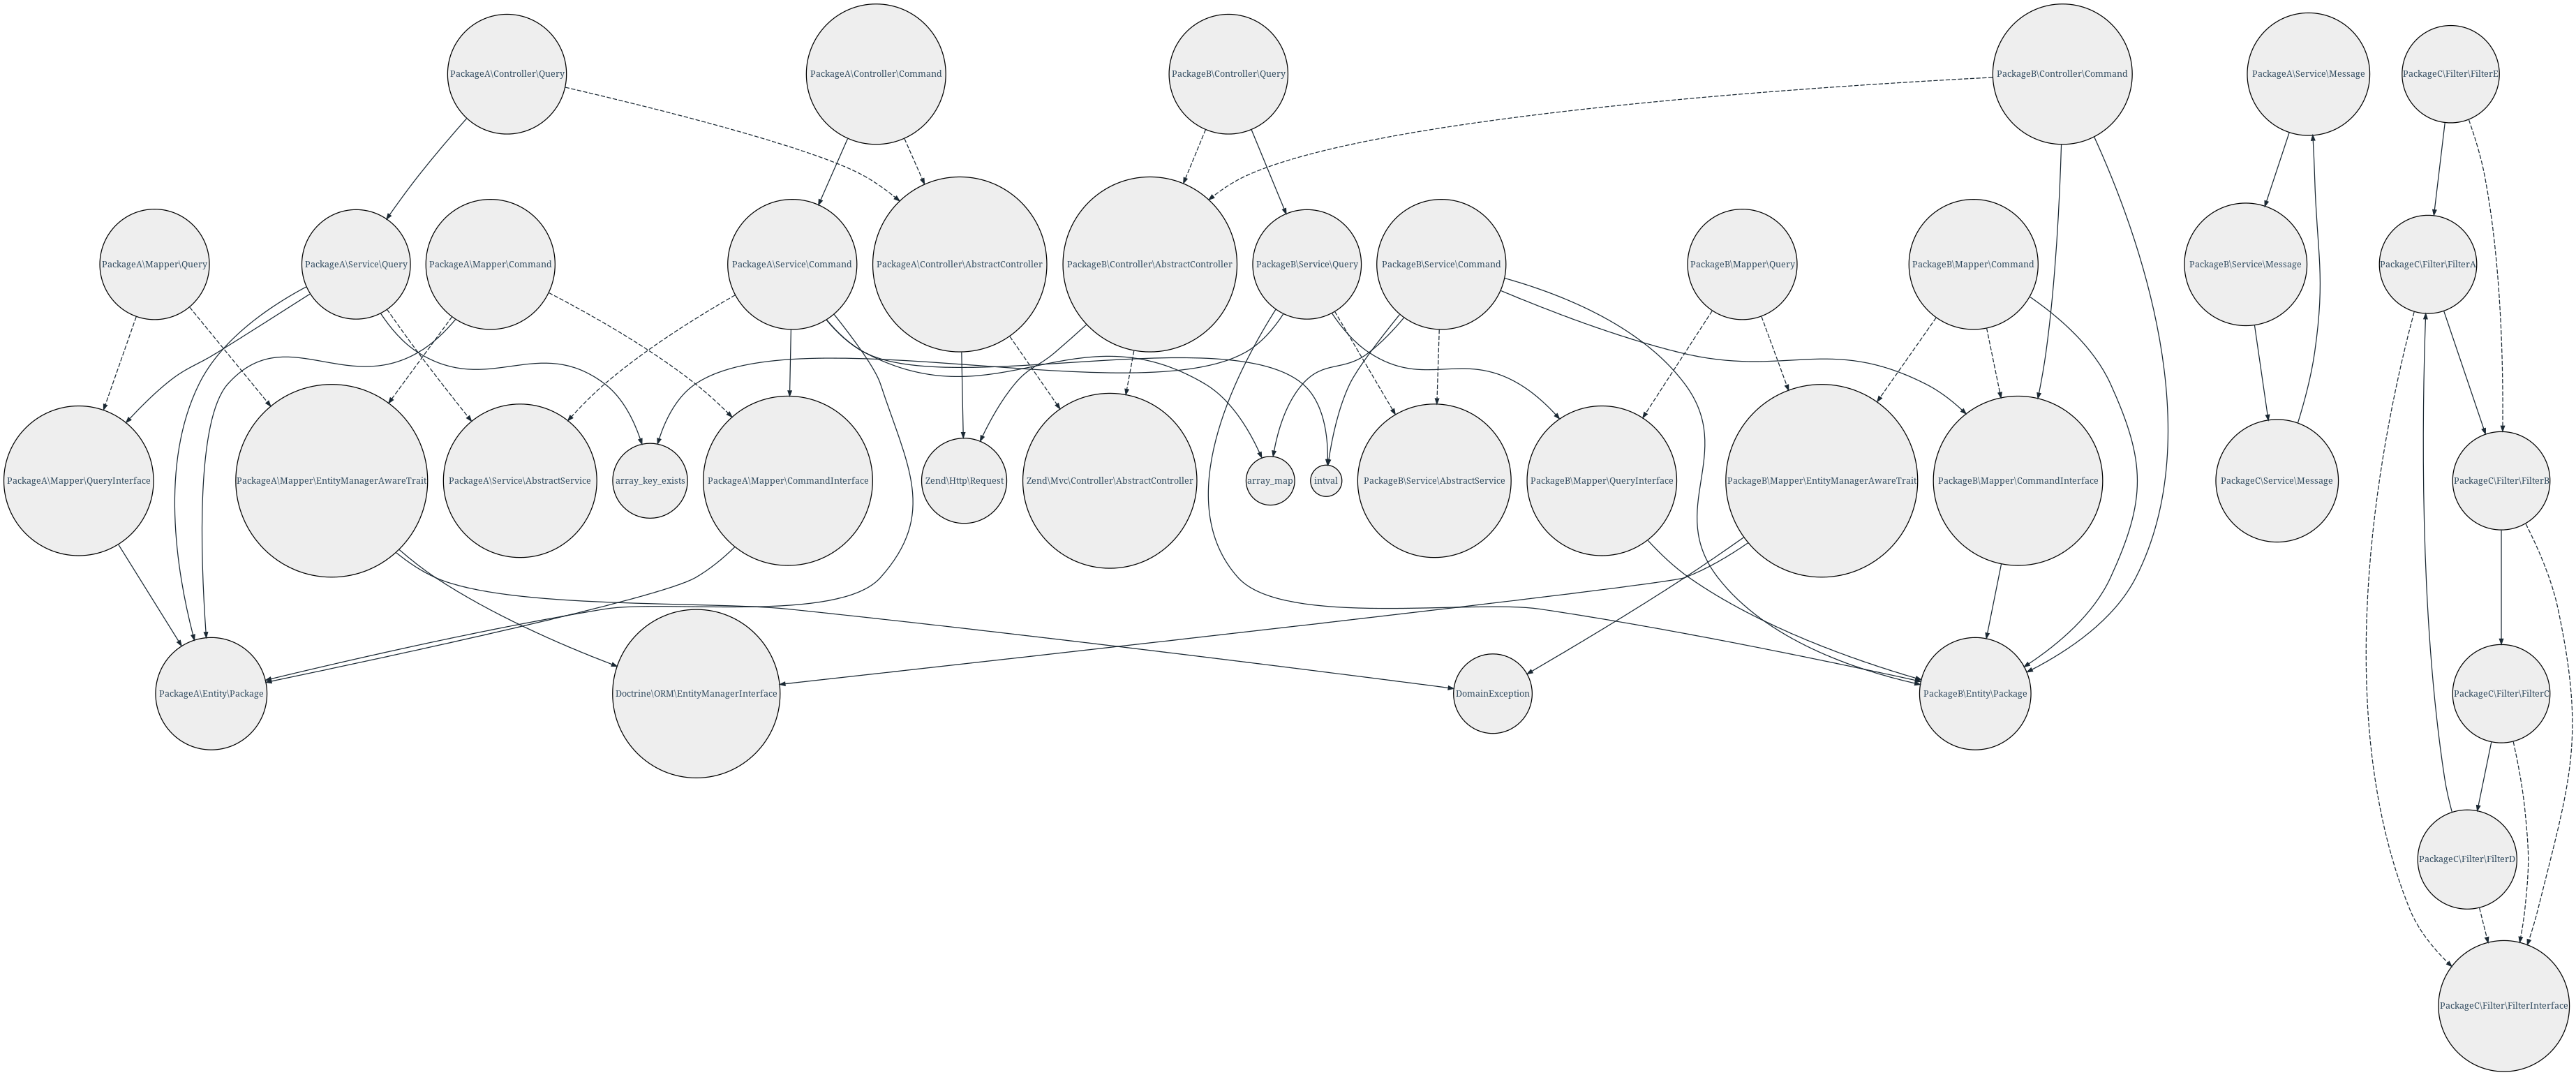 PackageA\Controller\Query
PackageA\Controller\Command
PackageB\Controller\Query
PackageB\Controller\Command
PackageA\Service\Message
PackageC\Filter\FilterE
PackageA\Mapper\Query
PackageA\Service\Query
PackageA\Mapper\Command
PackageA\Service\Command
PackageA\Controller\AbstractController
PackageB\Controller\AbstractController
PackageB\Service\Query
PackageB\Service\Command
PackageB\Mapper\Query
PackageB\Mapper\Command
PackageB\Service\Message
PackageC\Filter\FilterA
PackageA\Mapper\QueryInterface
PackageA\Mapper\EntityManagerAwareTrait
PackageA\Service\AbstractService
array_key_exists
PackageA\Mapper\CommandInterface
Zend\Http\Request
Zend\Mvc\Controller\AbstractController
array_map
intval
PackageB\Service\AbstractService
PackageB\Mapper\QueryInterface
PackageB\Mapper\EntityManagerAwareTrait
PackageB\Mapper\CommandInterface
PackageC\Service\Message
PackageC\Filter\FilterB
PackageA\Entity\Package
Doctrine\ORM\EntityManagerInterface
DomainException
PackageB\Entity\Package
PackageC\Filter\FilterC
PackageC\Filter\FilterD
PackageC\Filter\FilterInterface